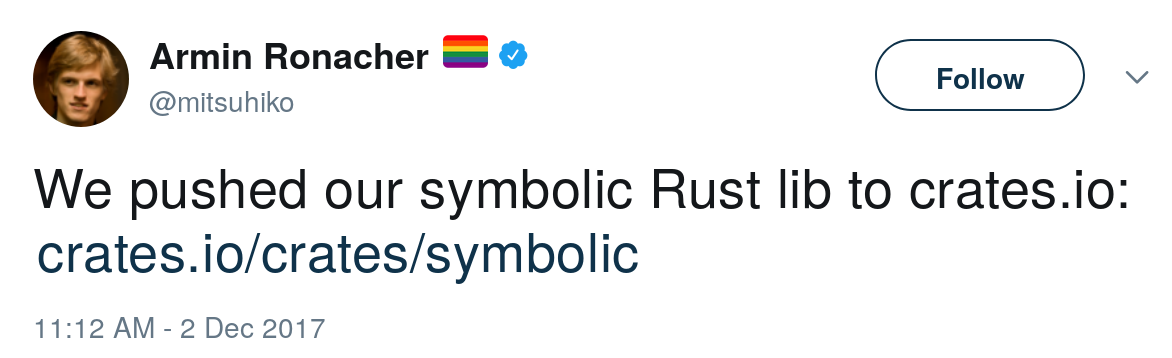 Armin Ronacher 🏳️‍🌈
@mitsuhiko
Follow
We pushed our symbolic Rust lib to crates.io:
crates.io/crates/symbolic
11:12 AM - 2 Dec 2017